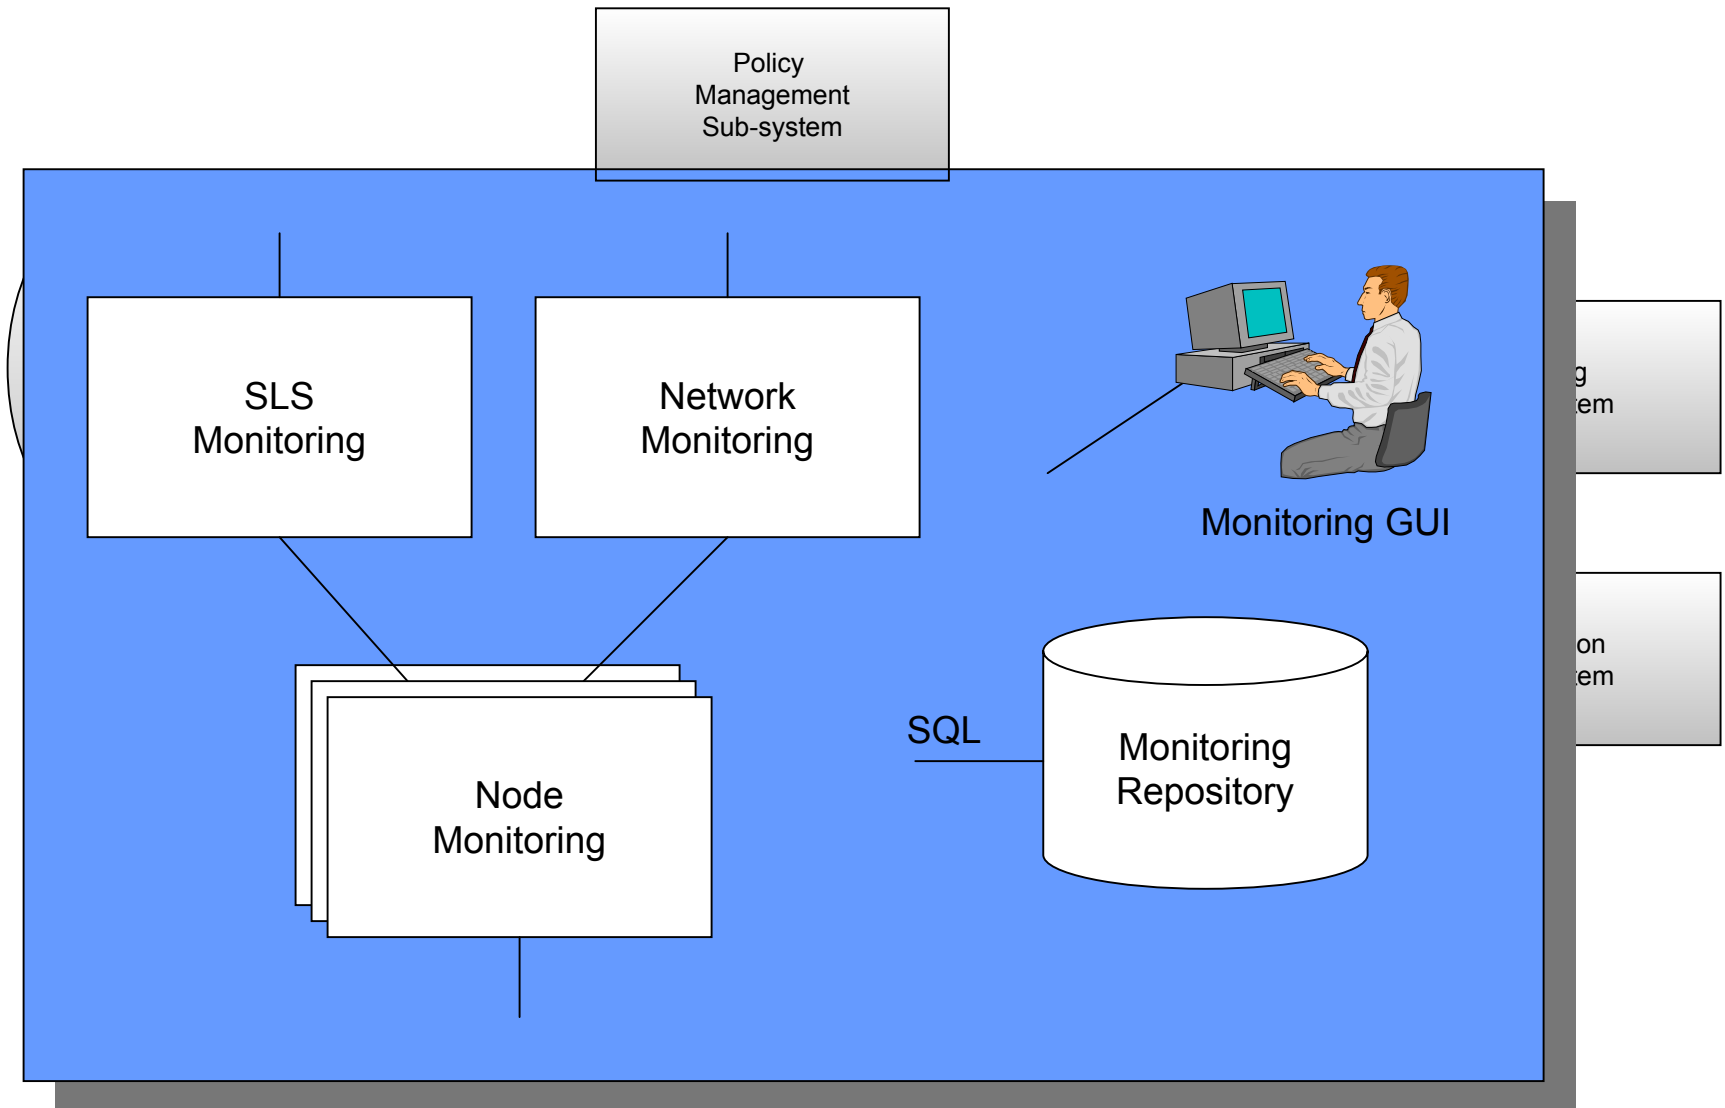 Policy
Management
Sub-system
SLS
Monitoring
Network
Monitoring
Monitoring GUI
SQL
Monitoring
Repository
Node
Monitoring